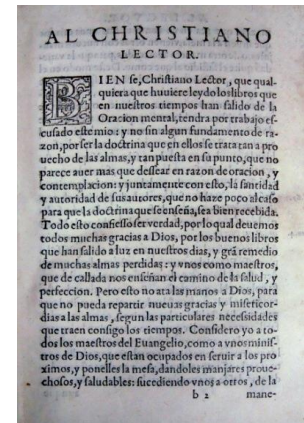 AL CHRISTIANO
LECTOR.
BIEN se, Christiano Lector, que qual-
quiera que huuiere leydo los libros que
en nuestros tiempos han salido de la
Oracion mental, tendra por trabajo es-
cusado este mio: y no sin algun fundamento de ra-
zon, por ser la doctrina que en ellos se trata tan a pro
uecho de las almas, y tan puesta en su punto, que no
parece auer mas que dessear en razon de oracion, y
contemplacion: y juntamente con esto, la santidad
y autoridad de sus autores, que no haze poco al caso
para que la doctrina que se enseña, sea bien recebida.
Todo esto confiesso ser verdad, por lo qual deuemos
todos muchas gracias a Dios, por los buenos libros
que han salido a luz en nuestros dias, y grã remedio
de muchas almas perdidas: y vnos como maestros,
que de callada nos enseñan el camino de la salud, y
perfeccion. Pero esto no ata las manos a Dios, para
que no pueda repartir nueuas gracias y misericor-
dias a las almas, segun las particulares necessidades
que traen consigo los tiempos. Considero yo a to-
dos los maestros del Euangelio, como a vnos minis-
tros de Dios, que estan ocupados en seruir a los pro
ximos, y ponelles la mesa, dandoles manjares proue-
chosos, y saludables: sucediendo vnos a otros, de la
b 2 mane-